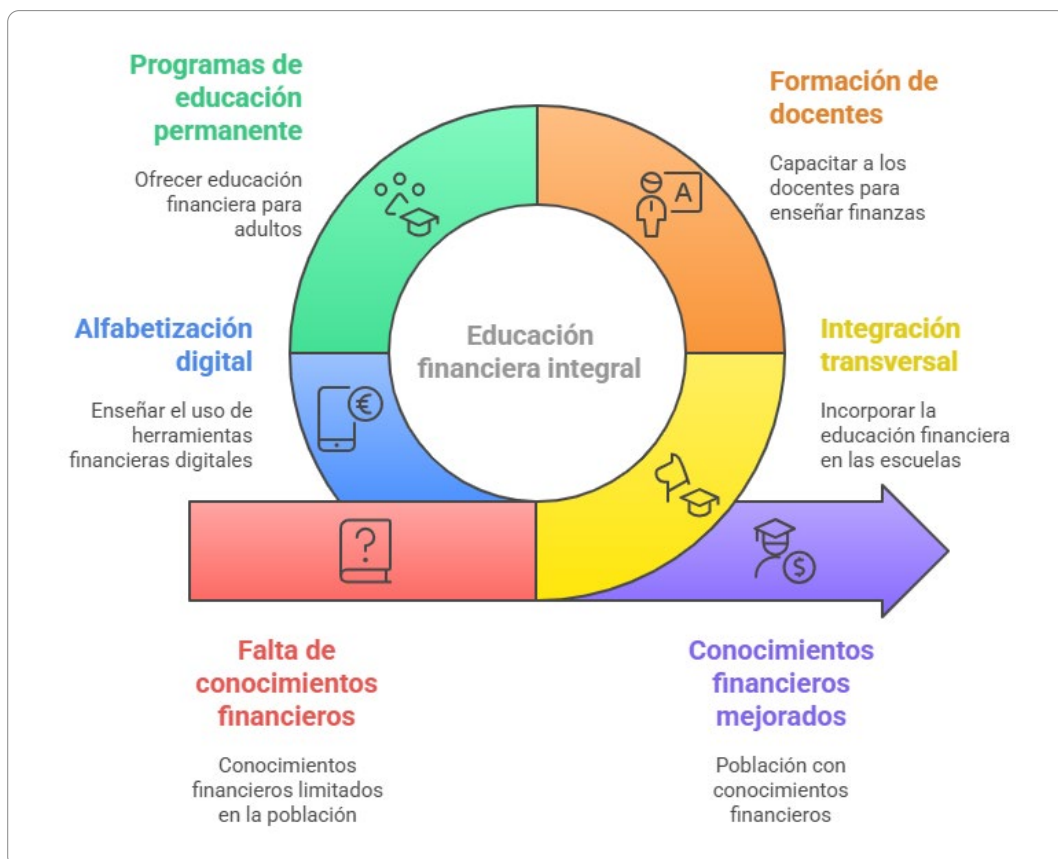 Programas de
educación
permanente
Ofrecer educación
financiera para
adultos
Formación de
docentes
A
Capacitar a los
docentes para
enseñar finanzas
Alfabetización
digital
Enseñar el uso de
herramientas
financieras digitales
€
Educación
financiera integral
Integración
transversal
Incorporar la
educación financiera
en las escuelas
?
$
Falta de
conocimientos
financieros
Conocimientos
financieros limitados
en la población
Conocimientos
financieros
mejorados
Población con
conocimientos
financieros